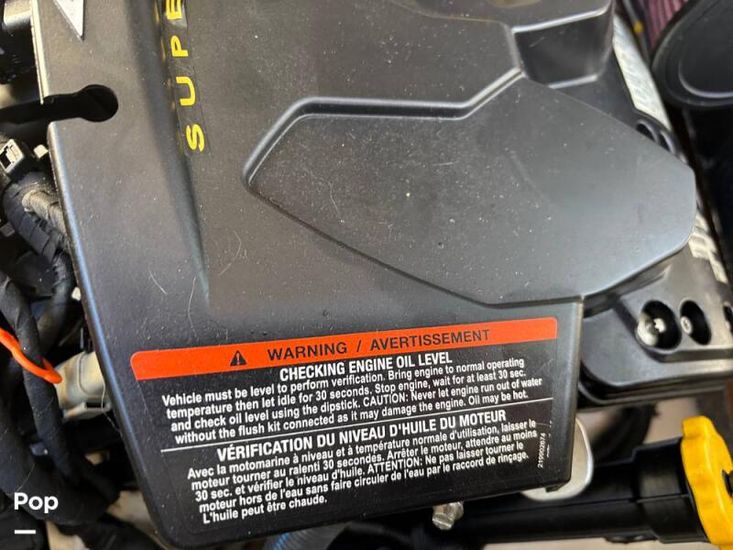 SUPE
WARNING / AVERTISSEMENT
CHECKING ENGINE OIL LEVEL
Vehicle must be level to perform verification. Bring engine to normal operating
temperature then let idle for 30 seconds. Stop engine, wait for at least 30 sec.
and check oil level using the dipstick. CAUTION: Never let engine run out of water
without the flush kit connected as it may damage the engine. Oil may be hot.
VÉRIFICATION DU NIVEAU D'HUILE DU MOTEUR
Avec la motomarine à niveau et à température normale d'utilisation, laisser le
moteur tourner au ralenti 30 secondes. Arrêter le moteur, attendre au moins
30 sec. et vérifier le niveau d'huile. ATTENTION: Ne pas laisser tourner le
moteur hors de l'eau sans faire circuler de l'eau par le raccord de rinçage.
L'huile peut être chaude.
219902674
Pop